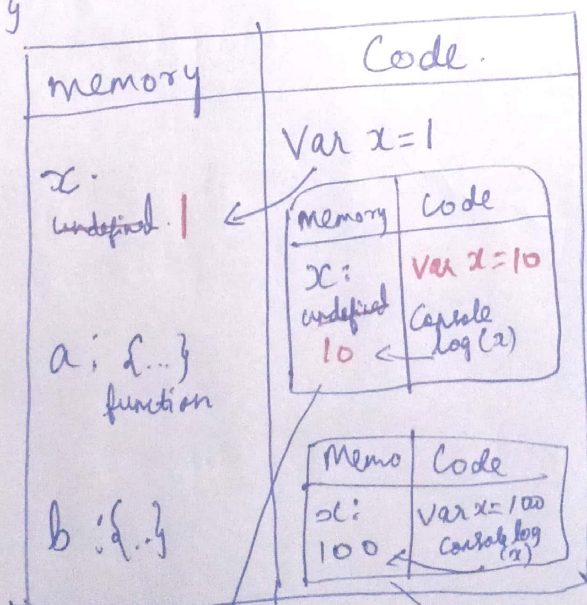 y
memory
Code.
Var x=1
x:
undefined. 1
memory
Code
x:
undefined
10
Var x=10
Console
log(x)
a: {...}
function
Memo
Code
x:
100
Var x=100
Console log
(x)
b:{..}